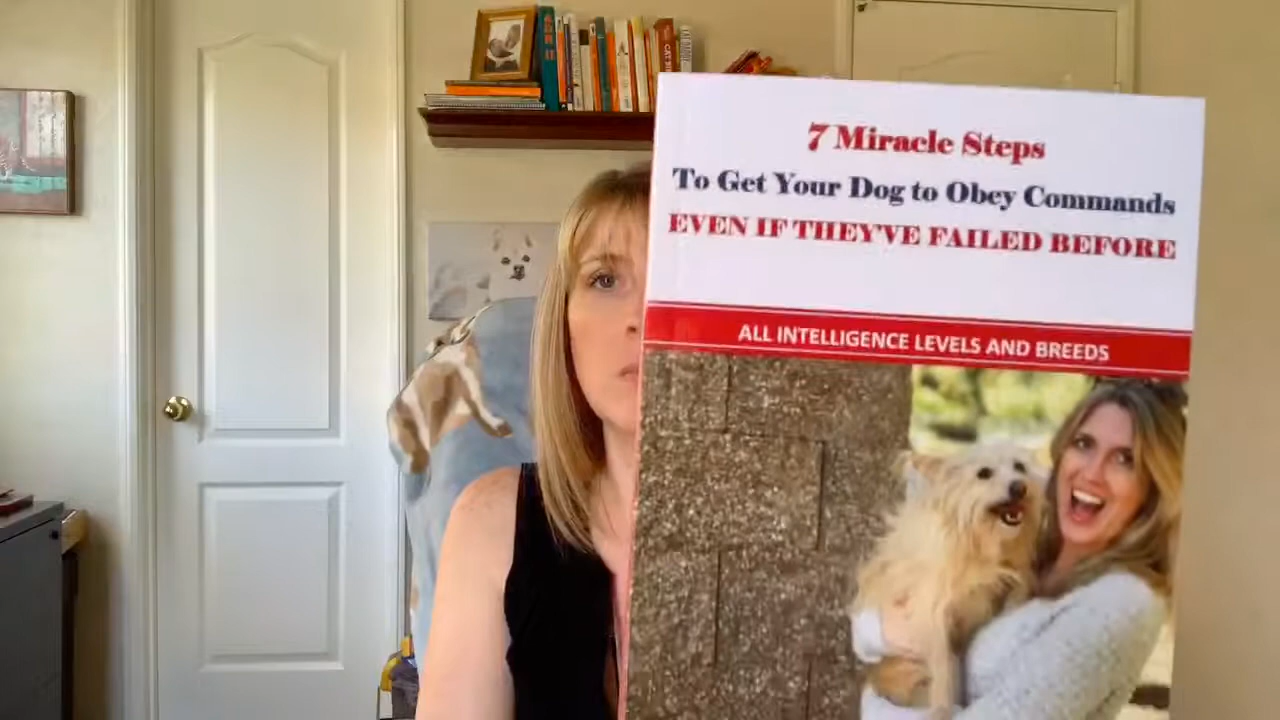 7 Miracle Steps
To Get Your Dog to Obey Commands
EVEN IF THEY'VE FAILED BEFORE
ALL INTELLIGENCE LEVELS AND BREEDS